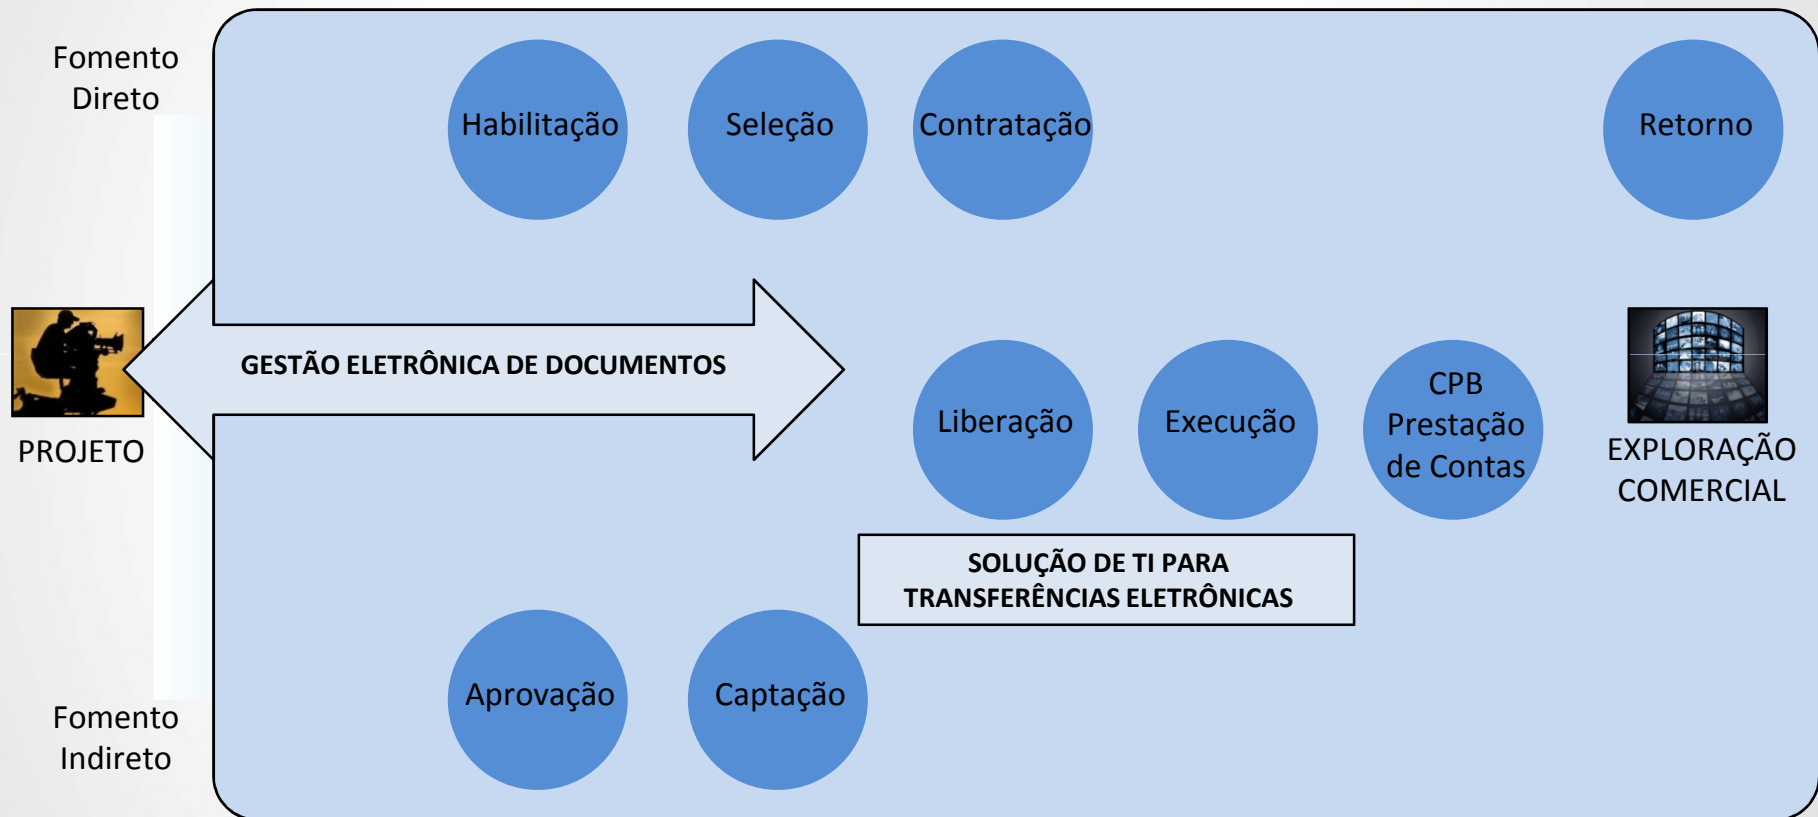 Fomento
Direto
Habilitação
Seleção
Contratação
Retorno
GESTÃO ELETRÔNICA DE DOCUMENTOS
PROJETO
Liberação
Execução
CPB
Prestação
de Contas
EXPLORAÇÃO
COMERCIAL
SOLUÇÃO DE TI PARA
TRANSFERÊNCIAS ELETRÔNICAS
Aprovação
Captação
Fomento
Indireto